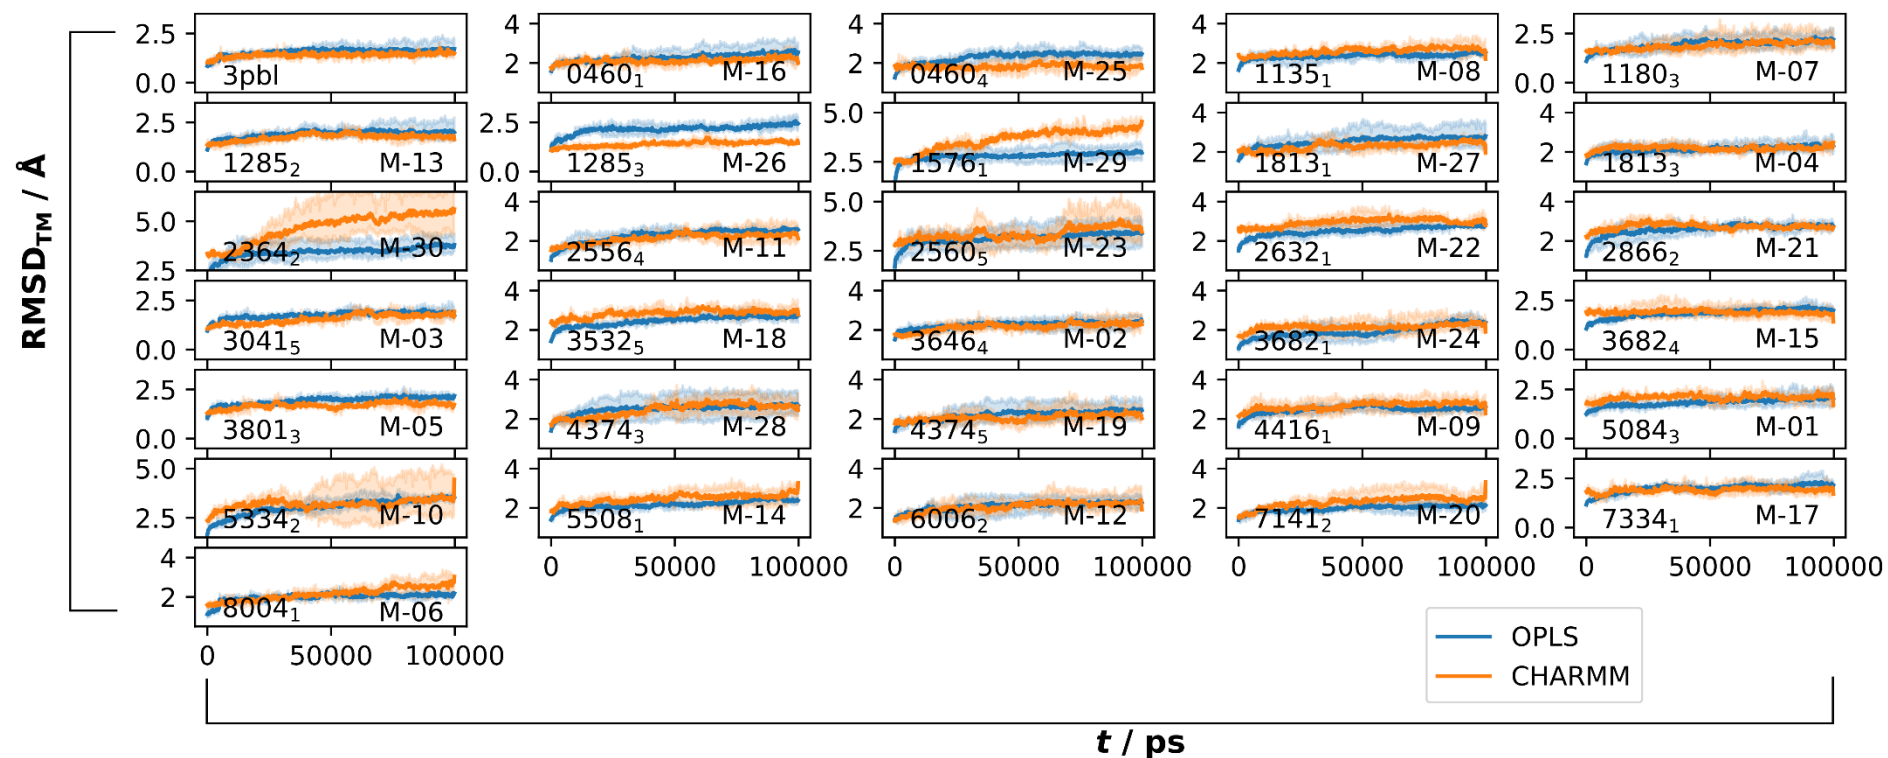 RMSD_TM / Å
2.5 0.0 3pbl
4 2 0460₁ M-16
4 2 0460₄ M-25
4 2 1135₁ M-08
2.5 0.0 1180₃ M-07
2.5 0.0 1285₂ M-13
2.5 0.0 1285₃ M-26
5.0 2.5 1576₁ M-29
4 2 1813₁ M-27
4 2 1813₃ M-04
5.0 2.5 2364₂ M-30
4 2 2556₄ M-11
5.0 2.5 2560₅ M-23
4 2 2632₁ M-22
4 2 2866₂ M-21
2.5 0.0 3041₅ M-03
4 2 3532₅ M-18
4 2 3646₄ M-02
4 2 3682₁ M-24
2.5 0.0 3682₄ M-15
2.5 0.0 3801₃ M-05
4 2 4374₃ M-28
4 2 4374₅ M-19
4 2 4416₁ M-09
2.5 0.0 5084₃ M-01
5.0 2.5 5334₂ M-10
4 2 5508₁ M-14
4 2 6006₂ M-12
4 2 7141₂ M-20
2.5 0.0 7334₁ M-17
0 50000 100000 0 50000 100000 0 50000 100000 0 50000 100000
4 2 8004₁ M-06
0 50000 100000
OPLS
CHARMM
t / ps